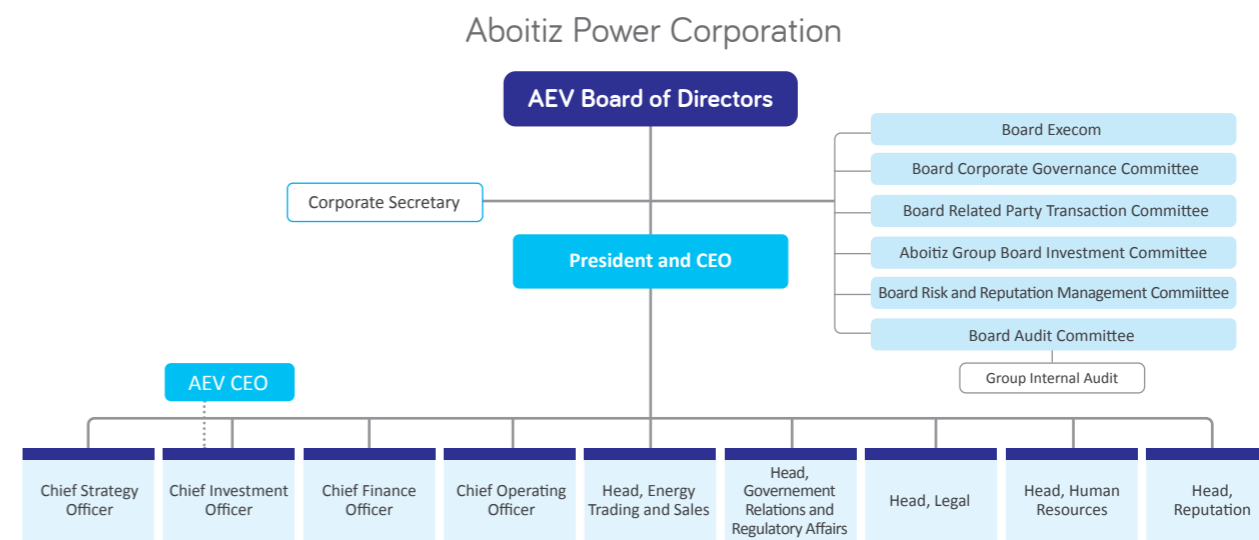 Aboitiz Power Corporation
AEV Board of Directors
Board Execom
Board Corporate Governance Committee
Corporate Secretary
Board Related Party Transaction Committee
President and CEO
Aboitiz Group Board Investment Committee
Board Risk and Reputation Management Commiittee
Board Audit Committee
Group Internal Audit
AEV CEO
Chief Strategy
Officer
Chief Investment
Officer
Chief Finance
Officer
Chief Operating
Officer
Head, Energy
Trading and Sales
Head,
Governement
Relations and
Regulatory Affairs
Head, Legal
Head, Human
Resources
Head,
Reputation